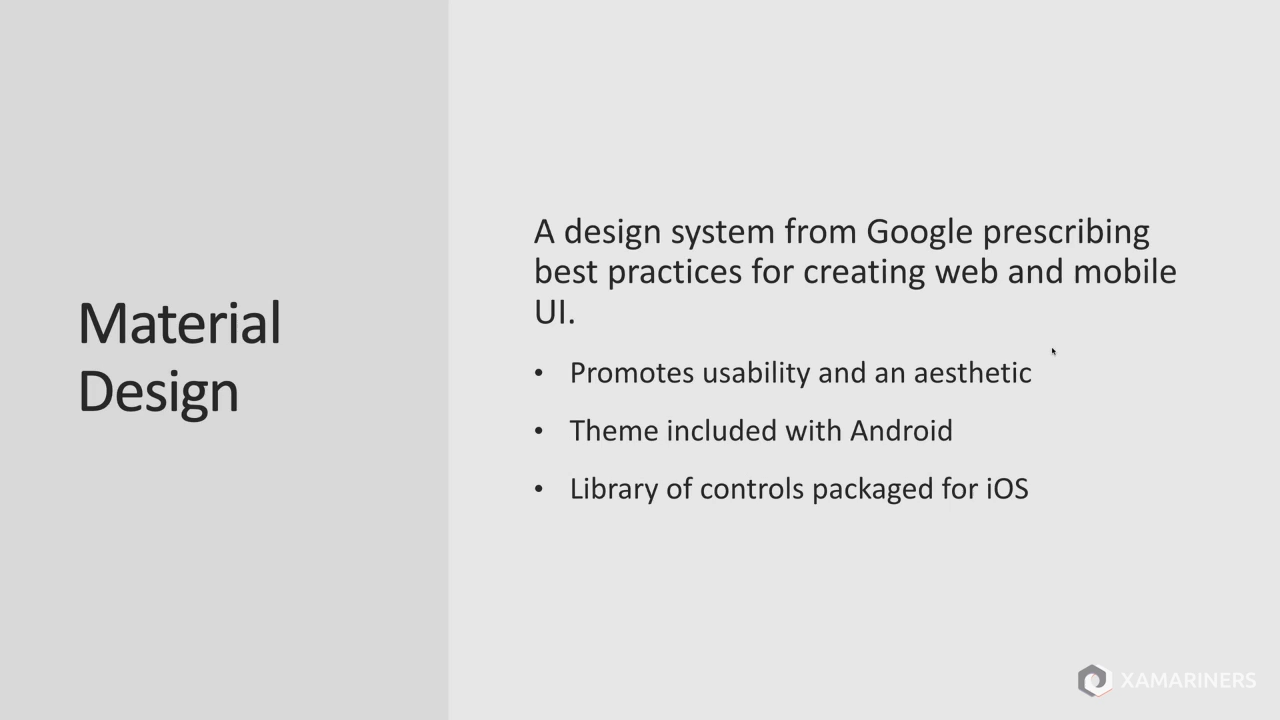 Material
Design
A design system from Google prescribing
best practices for creating web and mobile
UI.
• Promotes usability and an aesthetic
• Theme included with Android
• Library of controls packaged for iOS
XAMARINERS